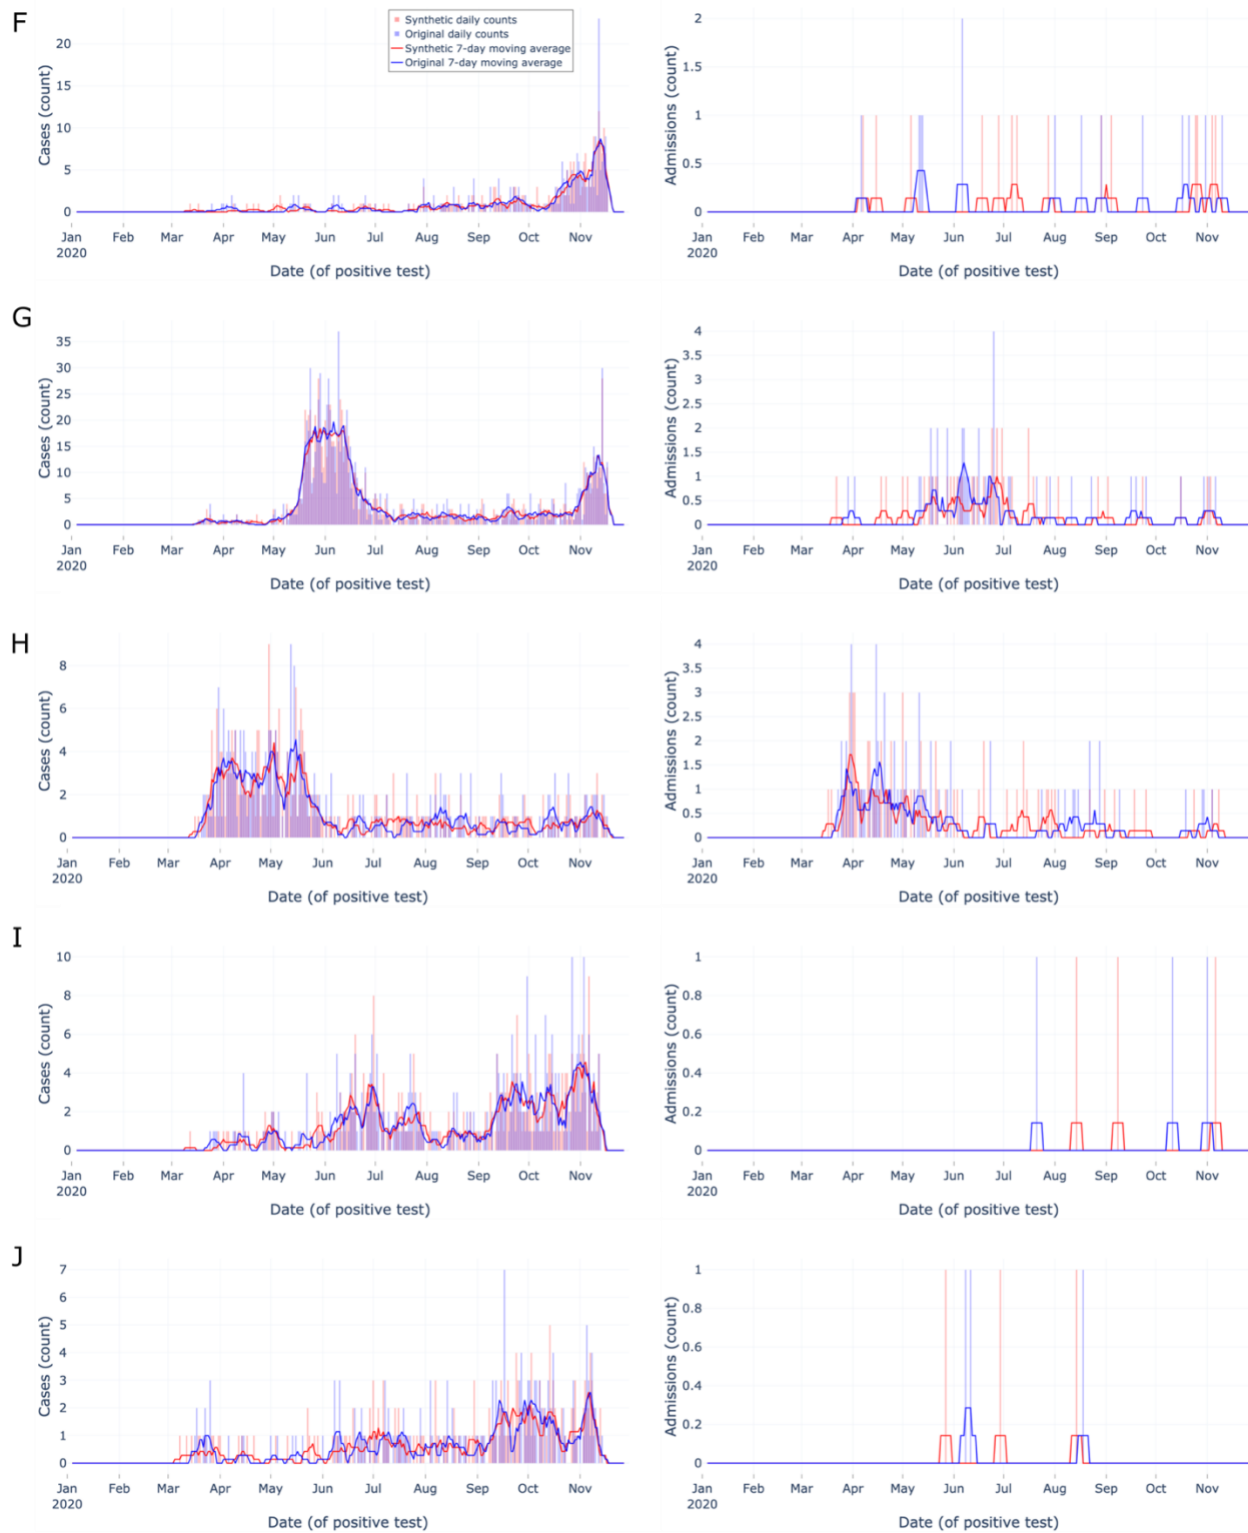 F
Synthetic daily counts
Original daily counts
Synthetic 7-day moving average
Original 7-day moving average
Cases (count)
20
15
10
5
0
Jan Feb Mar Apr May Jun Jul Aug Sep Oct Nov
2020
Date (of positive test)
Admissions (count)
2
1.5
1
0.5
0
Jan Feb Mar Apr May Jun Jul Aug Sep Oct Nov
2020
Date (of positive test)
G
Cases (count)
35
30
25
20
15
10
5
0
Jan Feb Mar Apr May Jun Jul Aug Sep Oct Nov
2020
Date (of positive test)
Admissions (count)
4
3.5
3
2.5
2
1.5
1
0.5
0
Jan Feb Mar Apr May Jun Jul Aug Sep Oct Nov
2020
Date (of positive test)
H
Cases (count)
8
6
4
2
0
Jan Feb Mar Apr May Jun Jul Aug Sep Oct Nov
2020
Date (of positive test)
Admissions (count)
4
3.5
3
2.5
2
1.5
1
0.5
0
Jan Feb Mar Apr May Jun Jul Aug Sep Oct Nov
2020
Date (of positive test)
I
Cases (count)
10
8
6
4
2
0
Jan Feb Mar Apr May Jun Jul Aug Sep Oct Nov
2020
Date (of positive test)
Admissions (count)
1
0.8
0.6
0.4
0.2
0
Jan Feb Mar Apr May Jun Jul Aug Sep Oct Nov
2020
Date (of positive test)
J
Cases (count)
7
6
5
4
3
2
1
0
Jan Feb Mar Apr May Jun Jul Aug Sep Oct Nov
2020
Date (of positive test)
Admissions (count)
1
0.8
0.6
0.4
0.2
0
Jan Feb Mar Apr May Jun Jul Aug Sep Oct Nov
2020
Date (of positive test)